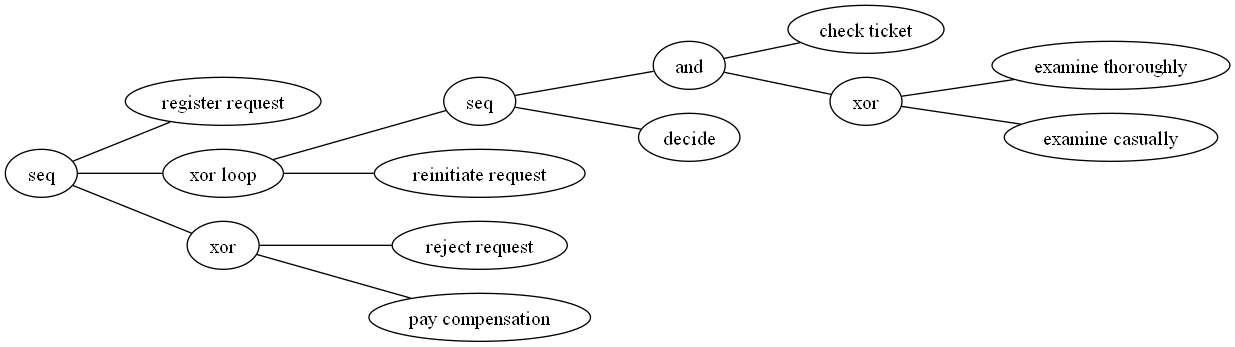 check ticket
and
examine thoroughly
seq
register request
xor
decide
examine casually
seq
xor loop
reinitiate request
xor
reject request
pay compensation